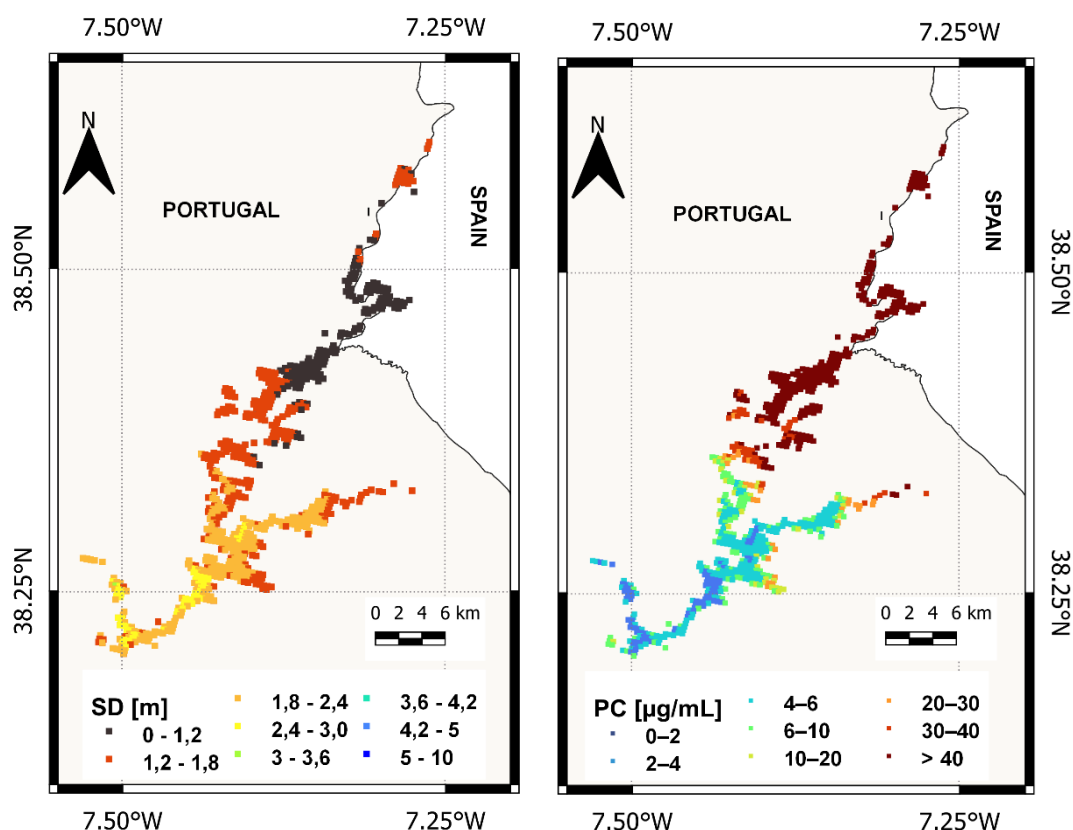 7.50°W 7.25°W
N
PORTUGAL
SPAIN
38.50°N
38.25°N
0 2 4 6 km
SD [m]
0 - 1,2
1,2 - 1,8
1,8 - 2,4
2,4 - 3,0
3 - 3,6
3,6 - 4,2
4,2 - 5
5 - 10
7.50°W 7.25°W
7.50°W 7.25°W
N
PORTUGAL
SPAIN
38.50°N
38.25°N
0 2 4 6 km
PC [µg/mL]
0–2
2–4
4–6
6–10
10–20
20–30
30–40
> 40
7.50°W 7.25°W